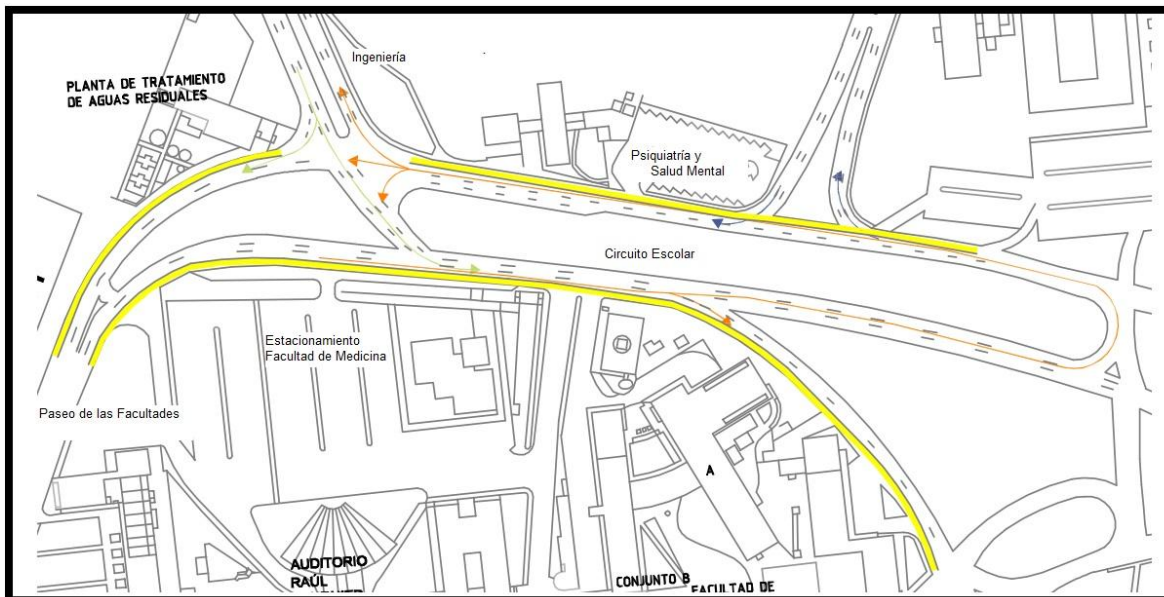 Ingeniería
PLANTA DE TRATAMIENTO
DE AGUAS RESIDUALES
Psiquiatría y
Salud Mental
Circuito Escolar
Estacionamiento
Facultad de Medicina
Paseo de las Facultades
A
AUDITORIO
RAÚL
CONJUNTO B
FACULTAD DE